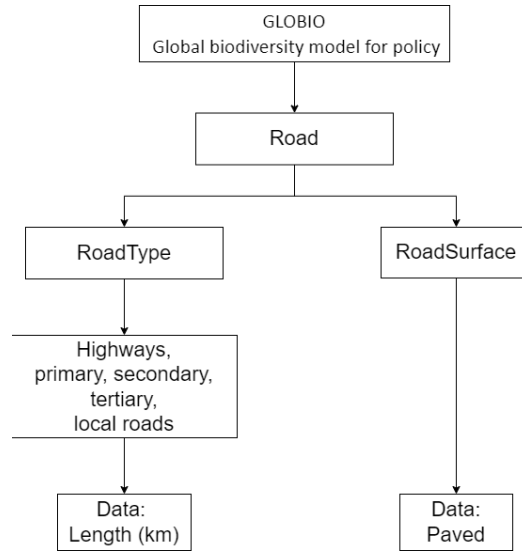 GLOBIO
Global biodiversity model for policy
Road
RoadType
RoadSurface
Highways,
primary, secondary,
tertiary,
local roads
Data:
Length (km)
Data:
Paved